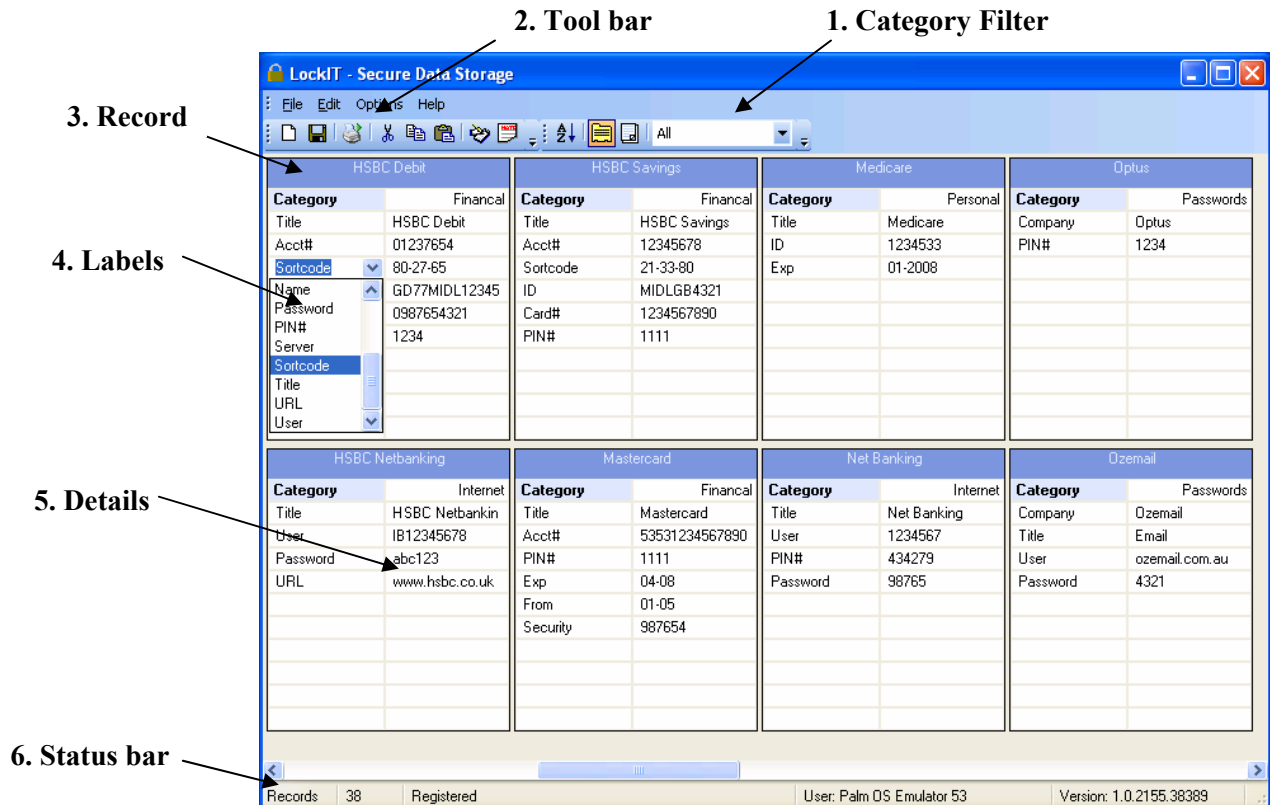 2. Tool bar
1. Category Filter
LockIT - Secure Data Storage
File Edit Options Help
3. Record
All
HSBC Debit
HSBC Savings
Medicare
Optus
Category Financal
Category Financal
Category Personal
Category Passwords
Title HSBC Debit
Title HSBC Savings
Title Medicare
Company Optus
Acct# 01237654
Acct# 12345678
ID 1234533
PIN# 1234
4. Labels
Sortcode 80-27-65
Sortcode 21-33-80
Exp 01-2008
Name
GD77MIDL12345
ID MIDLGB4321
Password
0987654321
Card# 1234567890
PIN#
1234
PIN# 1111
Server
Sortcode
Title
URL
User
HSBC Netbanking
Mastercard
Net Banking
Ozemail
5. Details
Category Internet
Category Financal
Category Internet
Category Passwords
Title HSBC Netbankin
Title Mastercard
Title Net Banking
Company Ozemail
User IB12345678
Acct# 53531234567890
User 1234567
Title Email
Password abc123
PIN# 1111
PIN# 434279
User ozemail.com.au
URL www.hsbc.co.uk
Exp 04-08
Password 98765
Password 4321
From 01-05
Security 987654
6. Status bar
Records 38 Registered User: Palm OS Emulator 53 Version: 1.0.2155.38389